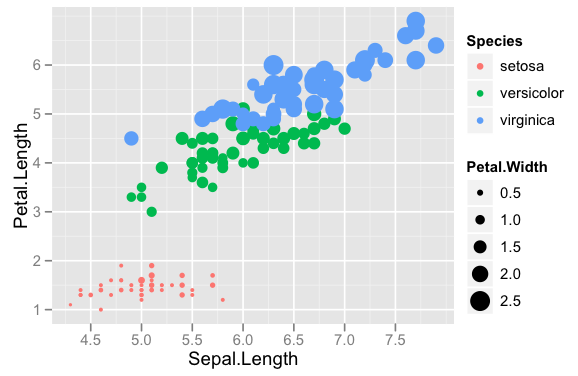 Petal.Length
6
5
4
3
2
1
4.5 5.0 5.5 6.0 6.5 7.0 7.5
Sepal.Length
Species
setosa
versicolor
virginica
Petal.Width
0.5
1.0
1.5
2.0
2.5